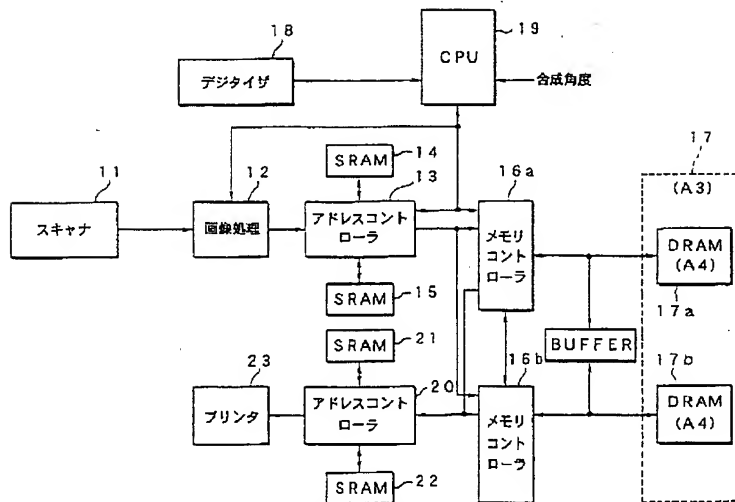 18
19
デジタイザ
CPU
合成角度
14
SRAM
11
12
13
16a
17
(A3)
スキャナ
画像処理
アドレスコント
ローラ
メモリ
コント
ローラ
DRAM
(A4)
17a
15
SRAM
21
SRAM
BUFFER
16b
17b
23
20
プリンタ
アドレスコント
ローラ
メモリ
コント
ローラ
DRAM
(A4)
22
SRAM